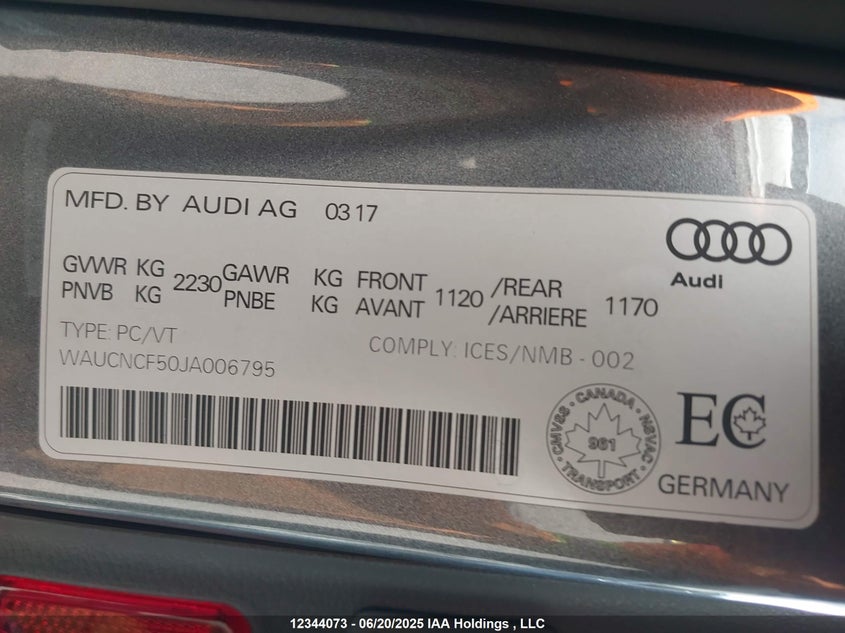 MFD. BY AUDI AG 03 17
Audi
GVWR KG 2230 GAWR KG FRONT 1120 /REAR 1170
PNVB KG PNBE KG AVANT /ARRIERE
TYPE: PC/VT
COMPLY: ICES/NMB - 002
WAUCNCF50JA006795
CMVSS · CANADA · NSVAC · TRANSPORT ·
961
EC
GERMANY
12344073 - 06/20/2025 IAA Holdings , LLC